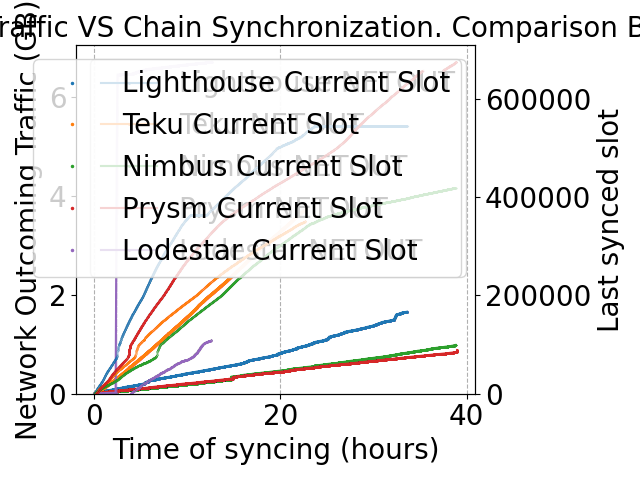 raffic VS Chain Synchronization. Comparison B
Network Outcoming Traffic (GB)
6
4
2
0
Lighthouse Current Slot
Teku Current Slot
Nimbus Current Slot
Prysm Current Slot
Lodestar Current Slot
600000
400000
200000
0
Last synced slot
0
20
40
Time of syncing (hours)